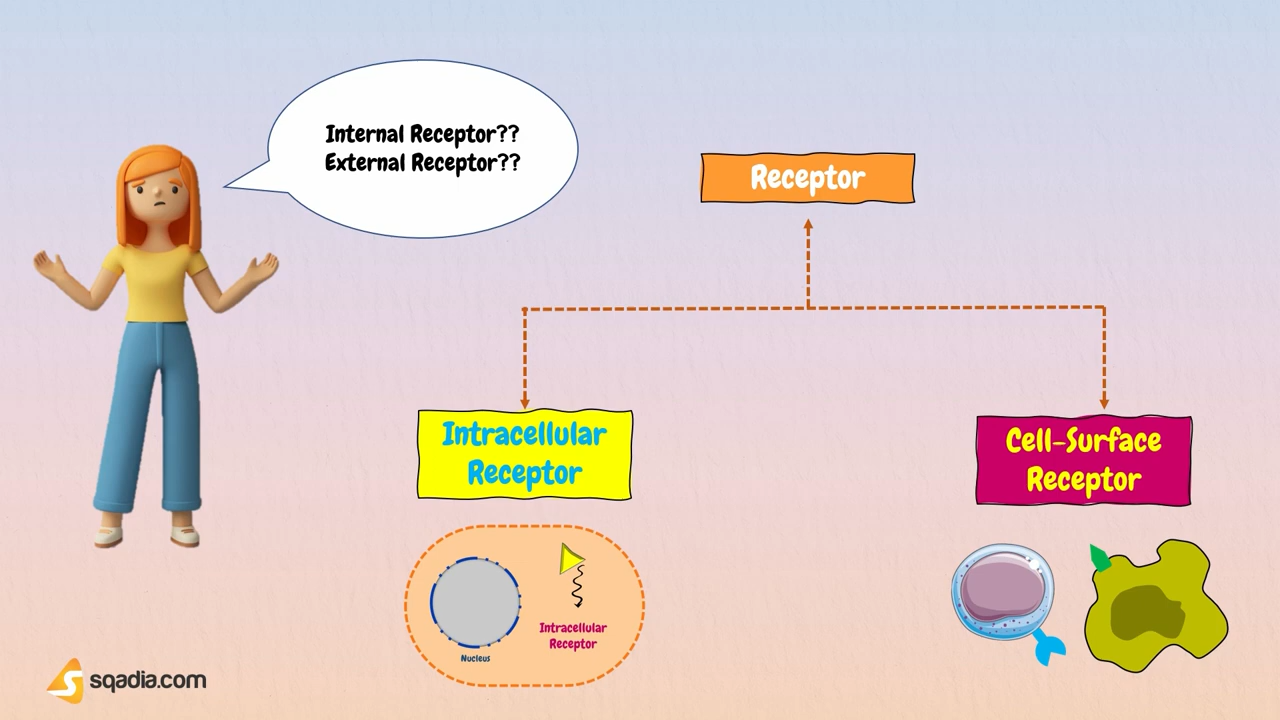 Internal Receptor??
External Receptor??
Receptor
Intracellular
Receptor
Cell-Surface
Receptor
Intracellular
Receptor
Nucleus
sqadia.com